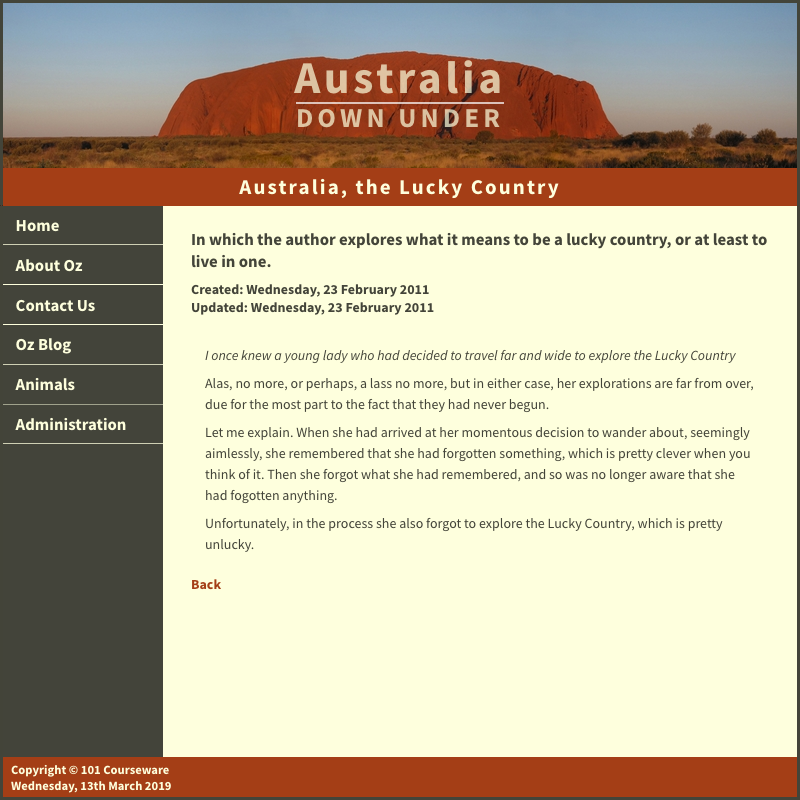 Australia
DOWN UNDER
Australia, the Lucky Country
Home
About Oz
Contact Us
Oz Blog
Animals
Administration
In which the author explores what it means to be a lucky country, or at least to
live in one.
Created: Wednesday, 23 February 2011
Updated: Wednesday, 23 February 2011
I once knew a young lady who had decided to travel far and wide to explore the Lucky Country
Alas, no more, or perhaps, a lass no more, but in either case, her explorations are far from over,
due for the most part to the fact that they had never begun.
Let me explain. When she had arrived at her momentous decision to wander about, seemingly
aimlessly, she remembered that she had forgotten something, which is pretty clever when you
think of it. Then she forgot what she had remembered, and so was no longer aware that she
had fogotten anything.
Unfortunately, in the process she also forgot to explore the Lucky Country, which is pretty
unlucky.
Back
Copyright © 101 Courseware
Wednesday, 13th March 2019